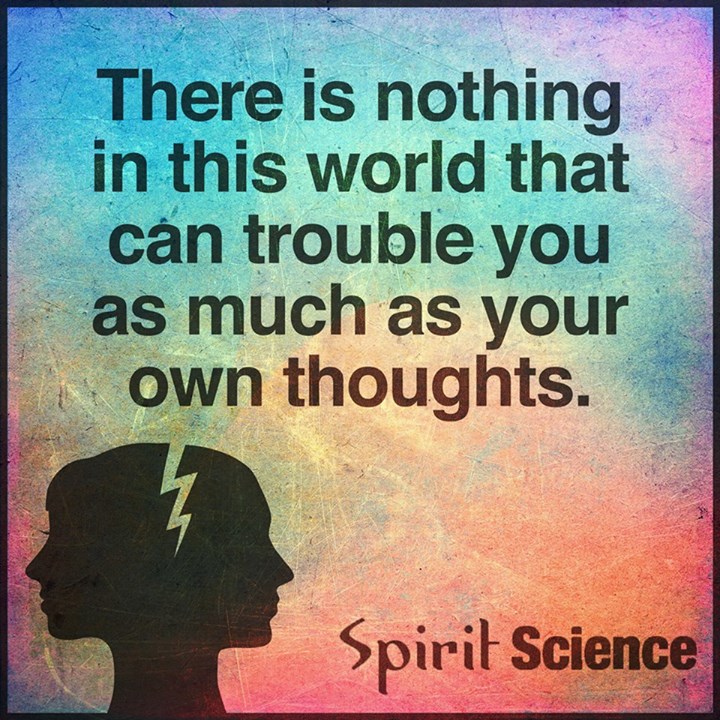 There is nothing
in this world that
can trouble you
as much as your
own thoughts.
Spirit Science